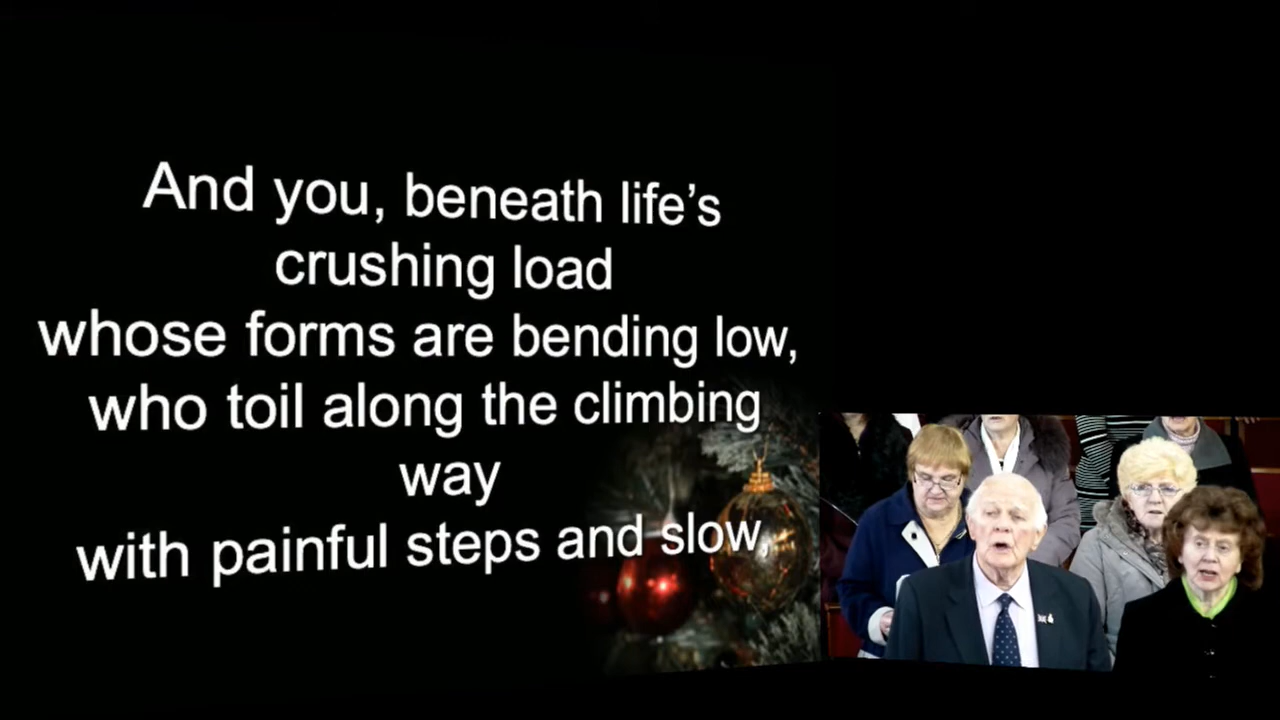 And you, beneath life’s
crushing load
whose forms are bending low,
who toil along the climbing
way
with painful steps and slow,